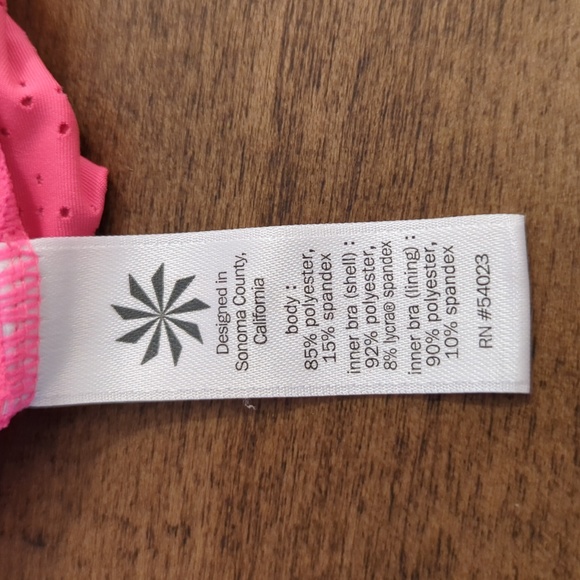 Designed in
Sonoma County,
California
body :
85% polyester,
15% spandex
inner bra (shell) :
92% polyester,
8% lycra® spandex
inner bra (lining) :
90% polyester,
10% spandex
RN #54023